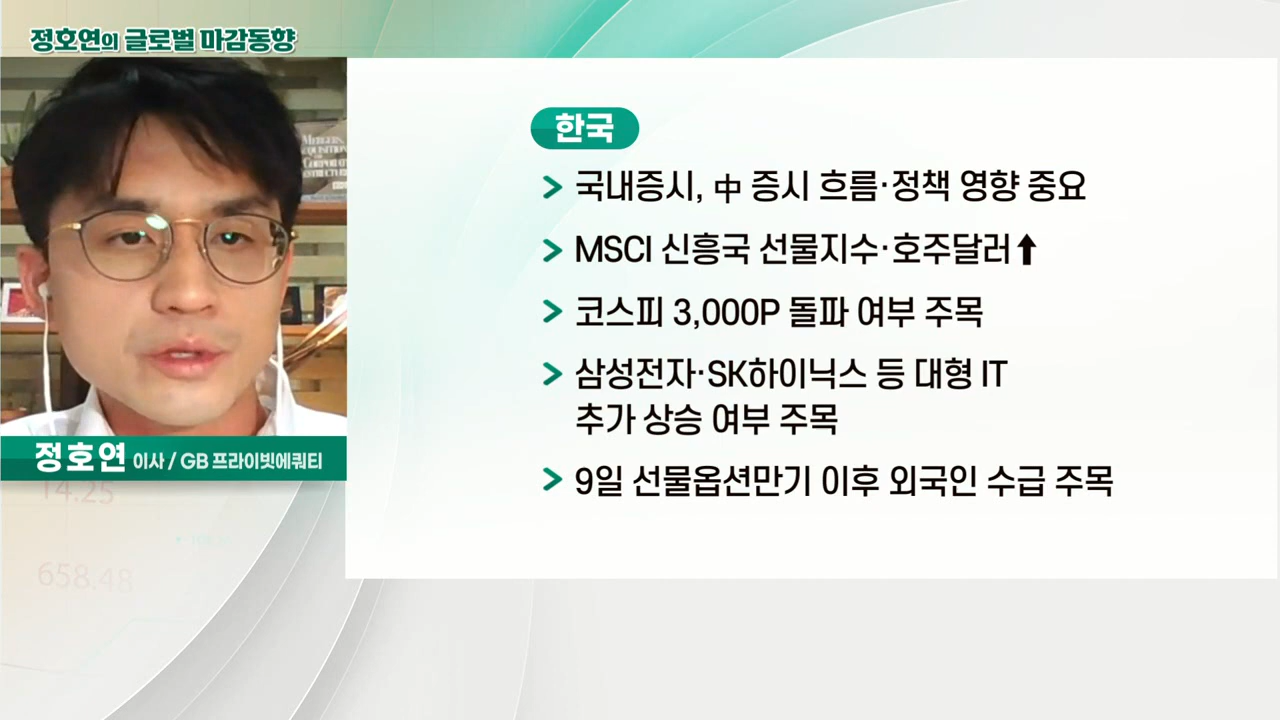 정호연의 글로벌 마감동향
MERGERS,
ACQUISITION
CORPORATE
한국
> 국내증시, 中 증시 흐름·정책 영향 중요
> MSCI 신흥국 선물지수·호주달러⬆
> 코스피 3,000P 돌파 여부 주목
> 삼성전자·SK하이닉스 등 대형 IT
추가 상승 여부 주목
> 9일 선물옵션만기 이후 외국인 수급 주목
정호연 이사 / GB 프라이빗에쿼티
14.25
658.48